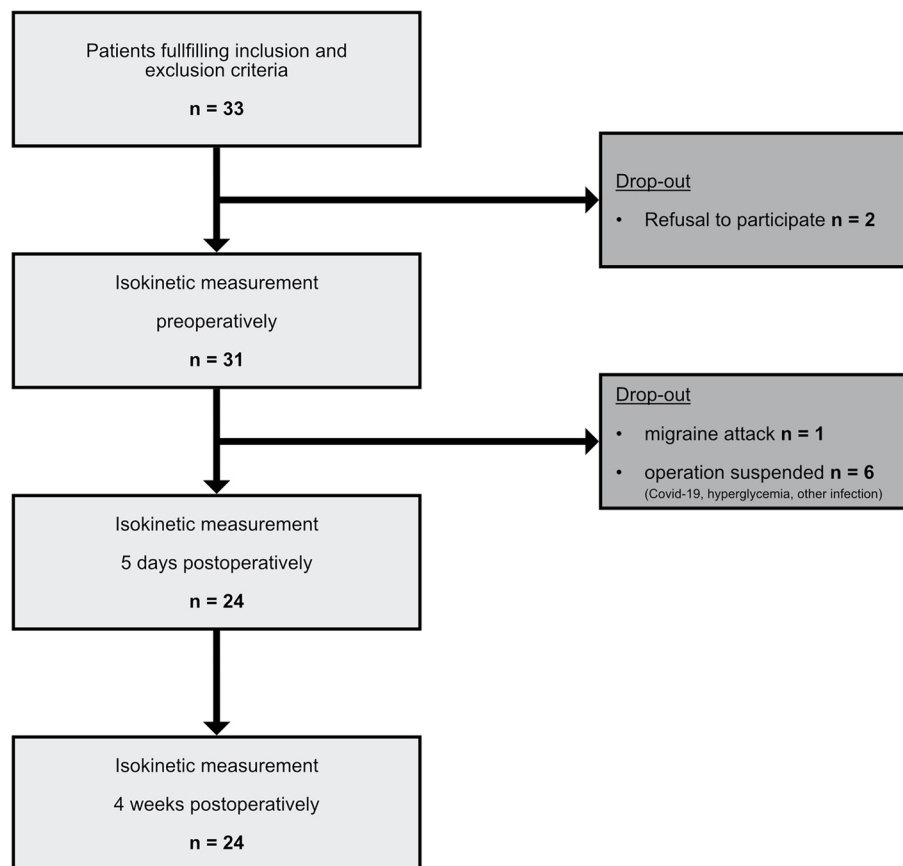 Patients fullfilling inclusion and
exclusion criteria
n = 33
Drop-out
• Refusal to participate n = 2
Isokinetic measurement
preoperatively
n = 31
Drop-out
• migraine attack n = 1
• operation suspended n = 6
(Covid-19, hyperglycemia, other infection)
Isokinetic measurement
5 days postoperatively
n = 24
Isokinetic measurement
4 weeks postoperatively
n = 24